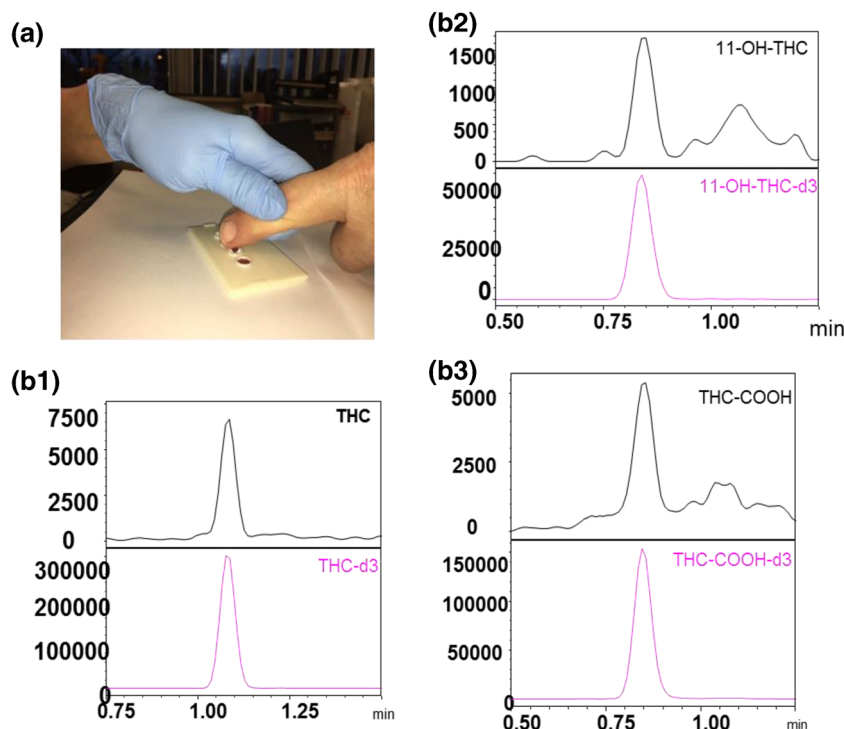 (a)
(b2)
11-OH-THC
1500
1000
500
0
11-OH-THC-d3
50000
25000
0
0.50 0.75 1.00 min
(b1)
THC
7500
5000
2500
0
THC-d3
300000
200000
100000
0
0.75 1.00 1.25 min
(b3)
THC-COOH
5000
2500
0
THC-COOH-d3
150000
100000
50000
0
0.50 0.75 1.00 min